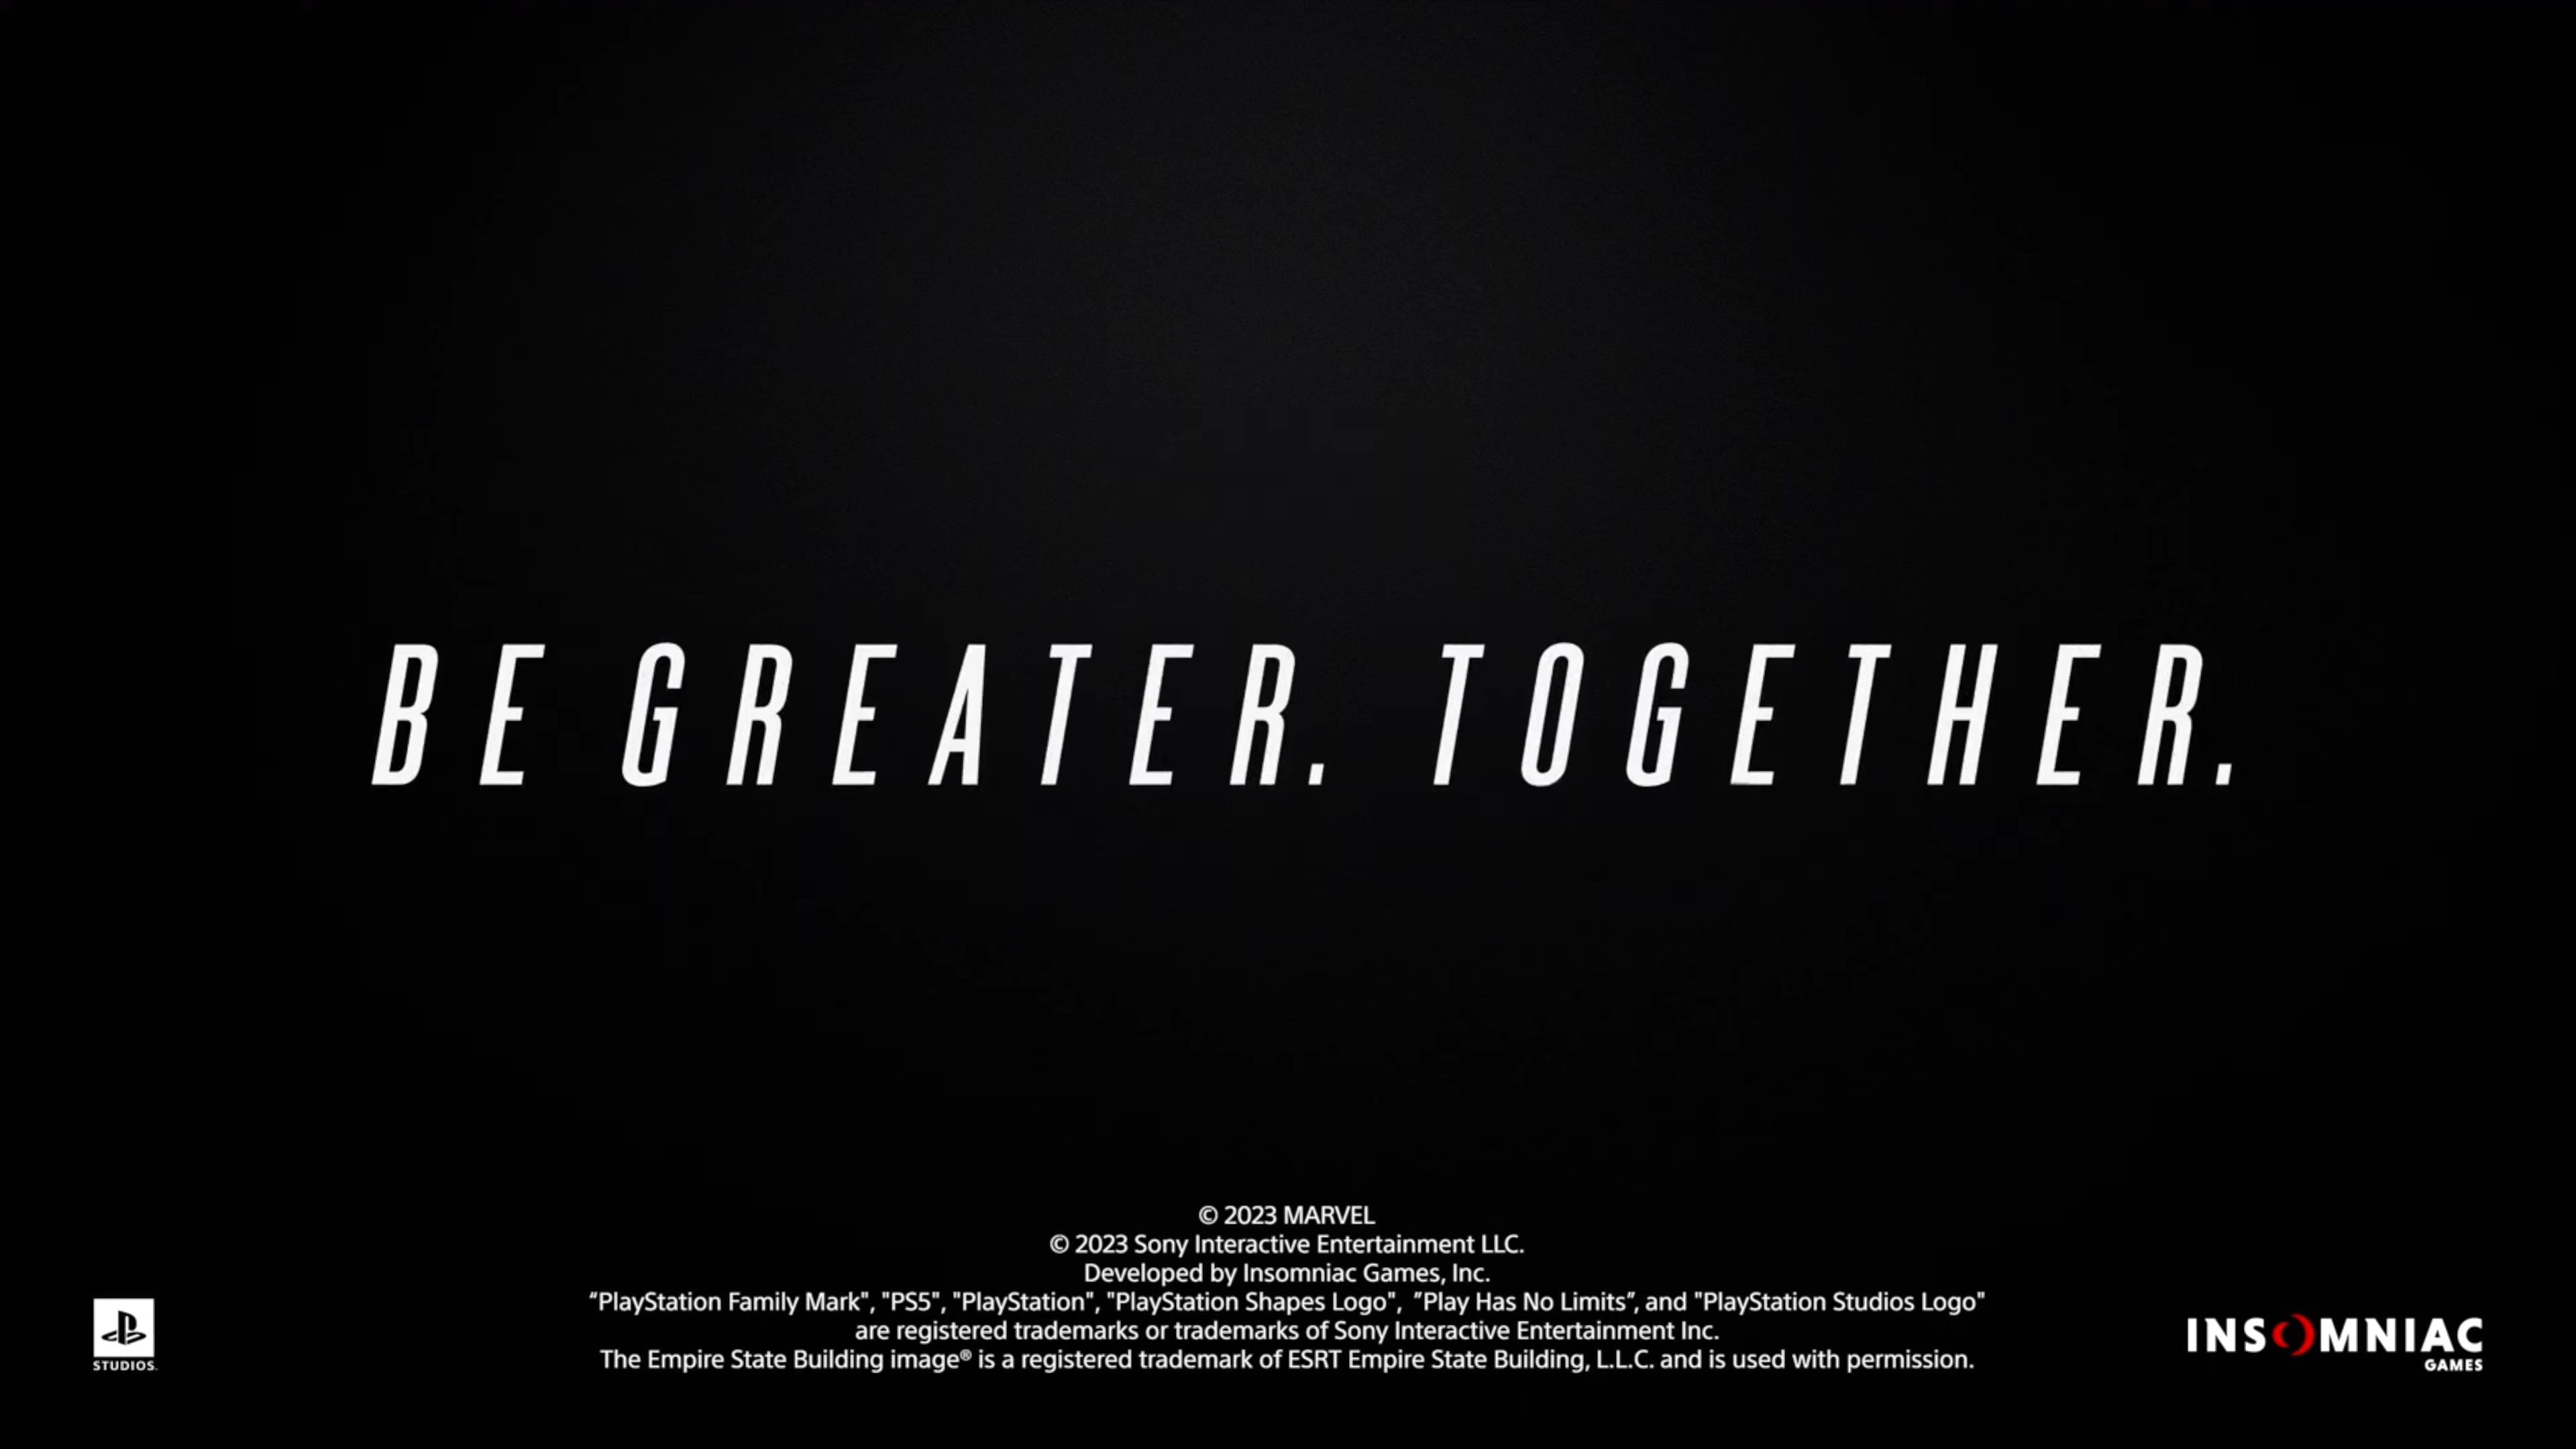 BE GREATER. TOGETHER.
© 2023 MARVEL
© 2023 Sony Interactive Entertainment LLC.
Developed by Insomniac Games, Inc.
“PlayStation Family Mark", "PS5", "PlayStation", "PlayStation Shapes Logo", ”Play Has No Limits”, and "PlayStation Studios Logo"
are registered trademarks or trademarks of Sony Interactive Entertainment Inc.
The Empire State Building image® is a registered trademark of ESRT Empire State Building, L.L.C. and is used with permission.
STUDIOS™
INSOMNIAC
GAMES